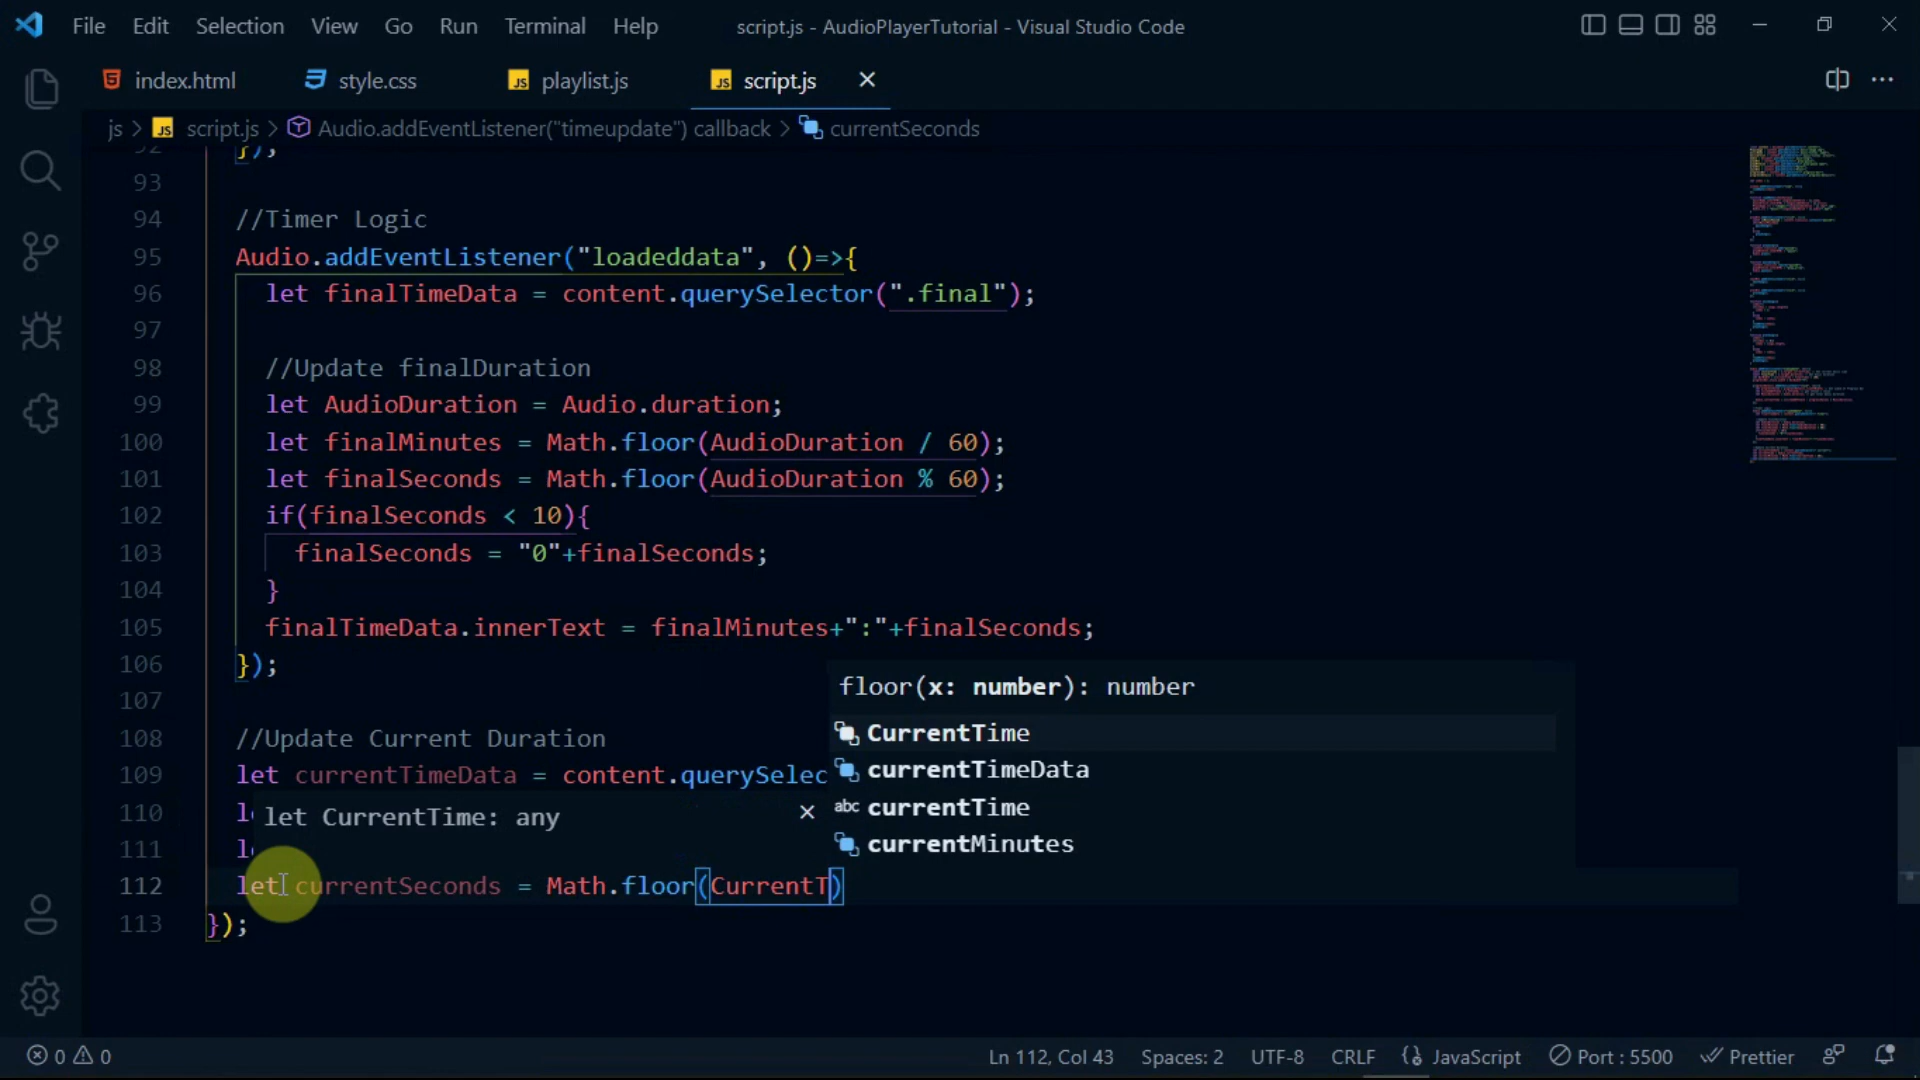 File Edit Selection View Go Run Terminal Help script.js - AudioPlayerTutorial - Visual Studio Code
index.html style.css JS playlist.js JS script.js
js > JS script.js > Audio.addEventListener("timeupdate") callback > currentSeconds
92 });
93
94 //Timer Logic
95 Audio.addEventListener("loadeddata", ()=>{
96 let finalTimeData = content.querySelector(".final");
97
98 //Update finalDuration
99 let AudioDuration = Audio.duration;
100 let finalMinutes = Math.floor(AudioDuration / 60);
101 let finalSeconds = Math.floor(AudioDuration % 60);
102 if(finalSeconds < 10){
103 finalSeconds = "0"+finalSeconds;
104 }
105 finalTimeData.innerText = finalMinutes+":"+finalSeconds;
106 });
107
floor(x: number): number
108 //Update Current Duration
CurrentTime
109 let currentTimeData = content.querySelec
currentTimeData
110 l
let CurrentTime: any
abc currentTime
111 l
currentMinutes
112 let currentSeconds = Math.floor(CurrentT)
113 });
0 0 Ln 112, Col 43 Spaces: 2 UTF-8 CRLF {} JavaScript Port : 5500 Prettier